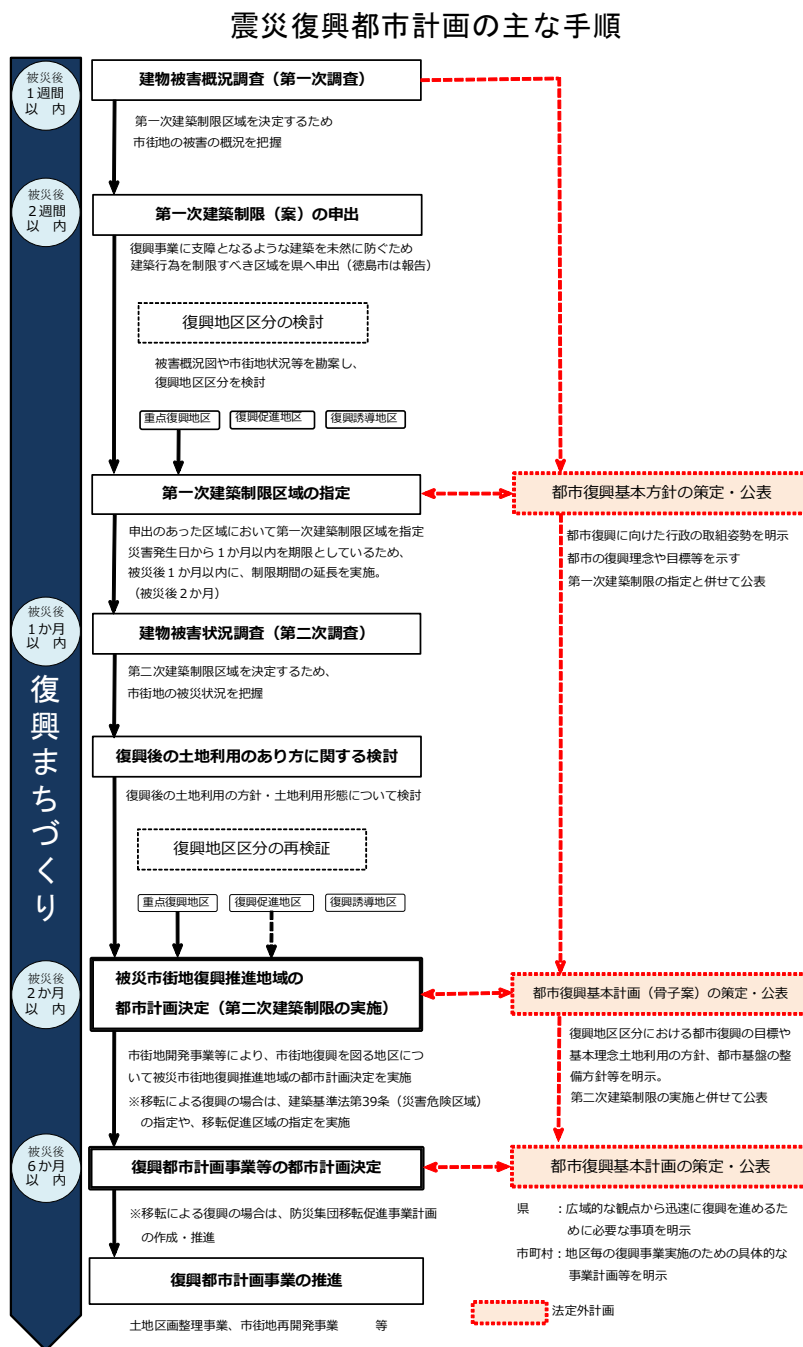 震災復興都市計画の主な手順
被災後
1週間
以　内
建物被害概況調査（第一次調査）
第一次建築制限区域を決定するため
市街地の被害の概況を把握
被災後
2週間
以　内
第一次建築制限（案）の申出
復興事業に支障となるような建築を未然に防ぐため
建築行為を制限すべき区域を県へ申出（徳島市は報告）
復興地区区分の検討
被害概況図や市街地状況等を勘案し、
復興地区区分を検討
重点復興地区　復興促進地区　復興誘導地区
第一次建築制限区域の指定
都市復興基本方針の策定・公表
申出のあった区域において第一次建築制限区域を指定
災害発生日から１か月以内を期限としているため、
被災後１か月以内に、制限期間の延長を実施。
（被災後２か月）
都市復興に向けた行政の取組姿勢を明示
都市の復興理念や目標等を示す
第一次建築制限の指定と併せて公表
被災後
1か月
以　内
建物被害状況調査（第二次調査）
第二次建築制限区域を決定するため、
市街地の被災状況を把握
復興まちづくり
復興後の土地利用のあり方に関する検討
復興後の土地利用の方針・土地利用形態について検討
復興地区区分の再検証
重点復興地区　復興促進地区　復興誘導地区
被災後
2か月
以　内
被災市街地復興推進地域の
都市計画決定（第二次建築制限の実施）
都市復興基本計画（骨子案）の策定・公表
市街地開発事業等により、市街地復興を図る地区につ
いて被災市街地復興推進地域の都市計画決定を実施
※移転による復興の場合は、建築基準法第39条（災害危険区域）
の指定や、移転促進区域の指定を実施
復興地区区分における都市復興の目標や
基本理念土地利用の方針、都市基盤の整
備方針等を明示。
第二次建築制限の実施と併せて公表
被災後
6か月
以　内
復興都市計画事業等の都市計画決定
都市復興基本計画の策定・公表
※移転による復興の場合は、防災集団移転促進事業計画
の作成・推進
県　　：広域的な観点から迅速に復興を進めるた
めに必要な事項を明示
市町村：地区毎の復興事業実施のための具体的な
事業計画等を明示
復興都市計画事業の推進
土地区画整理事業、市街地再開発事業　　等
法定外計画